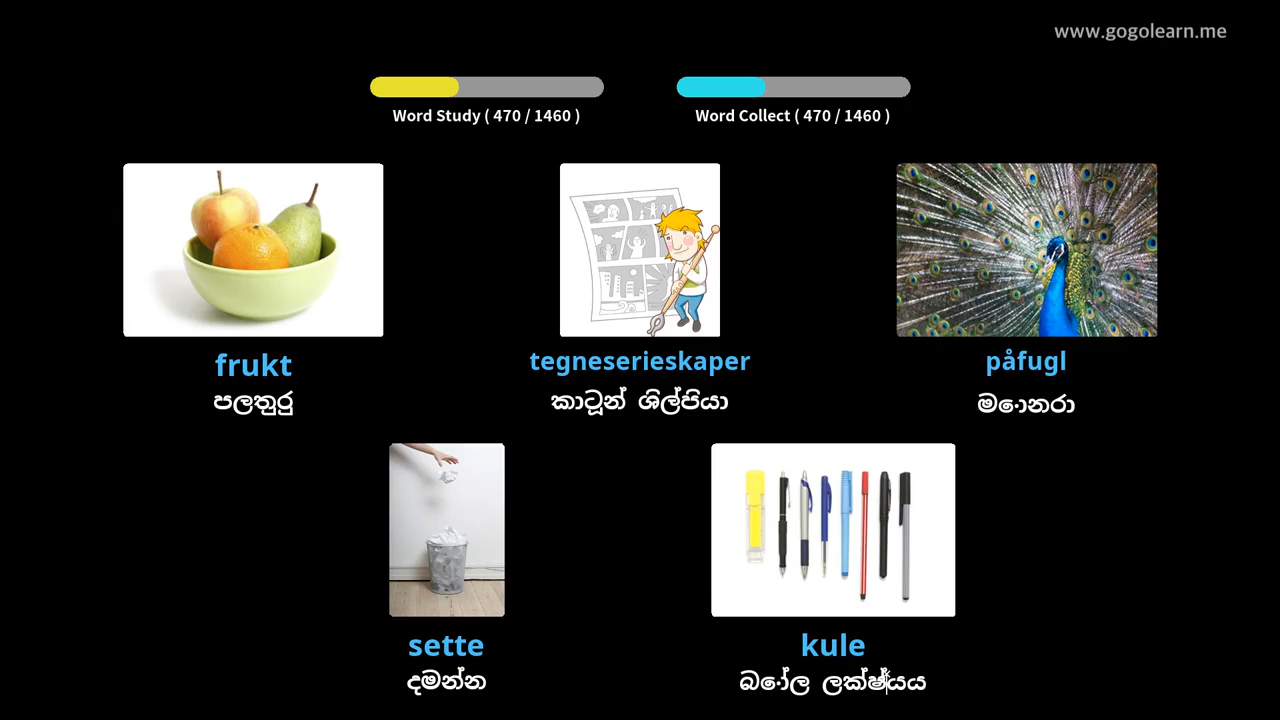 www.gogolearn.me
Word Study ( 470 / 1460 )
Word Collect ( 470 / 1460 )
frukt
පලතුරු
tegneserieskaper
කාටූන් ශිල්පියා
påfugl
මොනරා
sette
දමන්න
kule
බෝල ලක්ෂ්‍යය